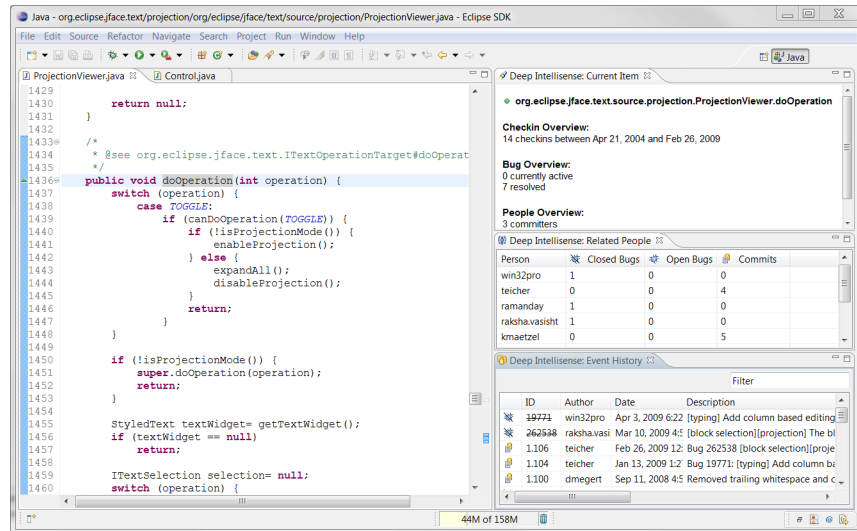 Java - org.eclipse.jface.text/projection/org/eclipse/jface/text/source/projection/ProjectionViewer.java - Eclipse SDK
File Edit Source Refactor Navigate Search Project Run Window Help
Java
ProjectionViewer.java Control.java
1429
1430 return null;
1431 }
1432
1433 /*
1434 * @see org.eclipse.jface.text.ITextOperationTarget#doOperat
1435 */
1436 public void doOperation(int operation) {
1437 switch (operation) {
1438 case TOGGLE:
1439 if (canDoOperation(TOGGLE)) {
1440 if (!isProjectionMode()) {
1441 enableProjection();
1442 } else {
1443 expandAll();
1444 disableProjection();
1445 }
1446 return;
1447 }
1448 }
1449
1450 if (!isProjectionMode()) {
1451 super.doOperation(operation);
1452 return;
1453 }
1454
1455 StyledText textWidget= getTextWidget();
1456 if (textWidget == null)
1457 return;
1458
1459 ITextSelection selection= null;
1460 switch (operation) {
Deep Intellisense: Current Item
org.eclipse.jface.text.source.projection.ProjectionViewer.doOperation
Checkin Overview:
14 checkins between Apr 21, 2004 and Feb 26, 2009
Bug Overview:
0 currently active
7 resolved
People Overview:
3 committers
Deep Intellisense: Related People
Person Closed Bugs Open Bugs Commits
win32pro 1 0 0
teicher 0 0 4
ramanday 1 0 0
raksha.vasisht 1 0 0
kmaetzel 0 0 5
Deep Intellisense: Event History
Filter
ID Author Date Description
19771 win32pro Apr 3, 2009 6:22 [typing] Add column based editing
262538 raksha.vasi Mar 10, 2009 4:5 [block selection][projection] The bl
1.106 teicher Feb 26, 2009 12: Bug 262538 [block selection][proje
1.104 teicher Jan 13, 2009 1:2 Bug 19771: [typing] Add column ba
1.100 dmegert Sep 11, 2008 4:5 Removed trailing whitespace and c
44M of 158M